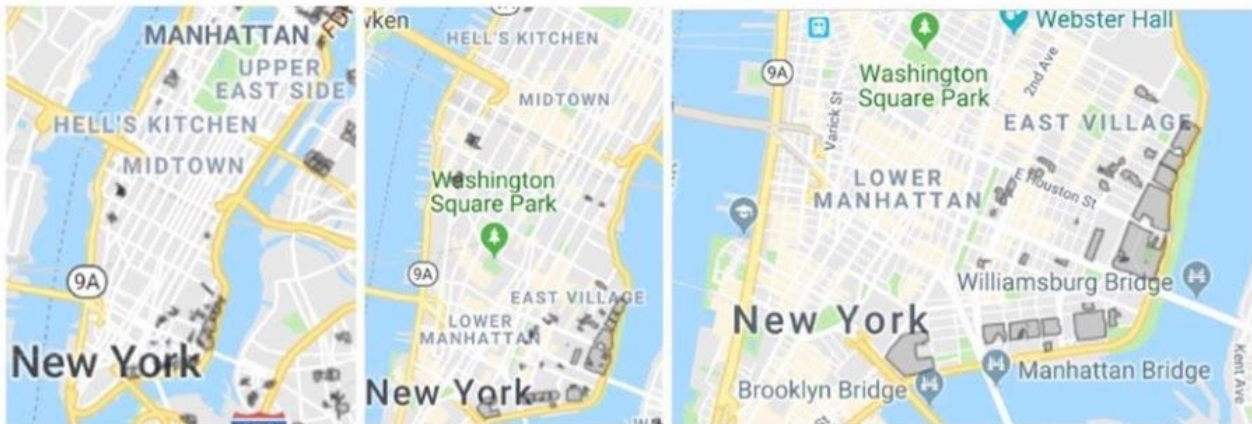 MANHATTAN
FDR
UPPER
EAST SIDE
HELL'S KITCHEN
MIDTOWN
9A
New York
wken
HELL'S KITCHEN
MIDTOWN
Washington
Square Park
9A
EAST VILLAGE
LOWER
MANHATTAN
New York
W
Webster Hall
9A
Washington
Square Park
2nd Ave
Varick St
EAST VILLAGE
E Houston St
LOWER
MANHATTAN
Williamsburg Bridge
New York
Manhattan Bridge
Brooklyn Bridge
Kent Ave